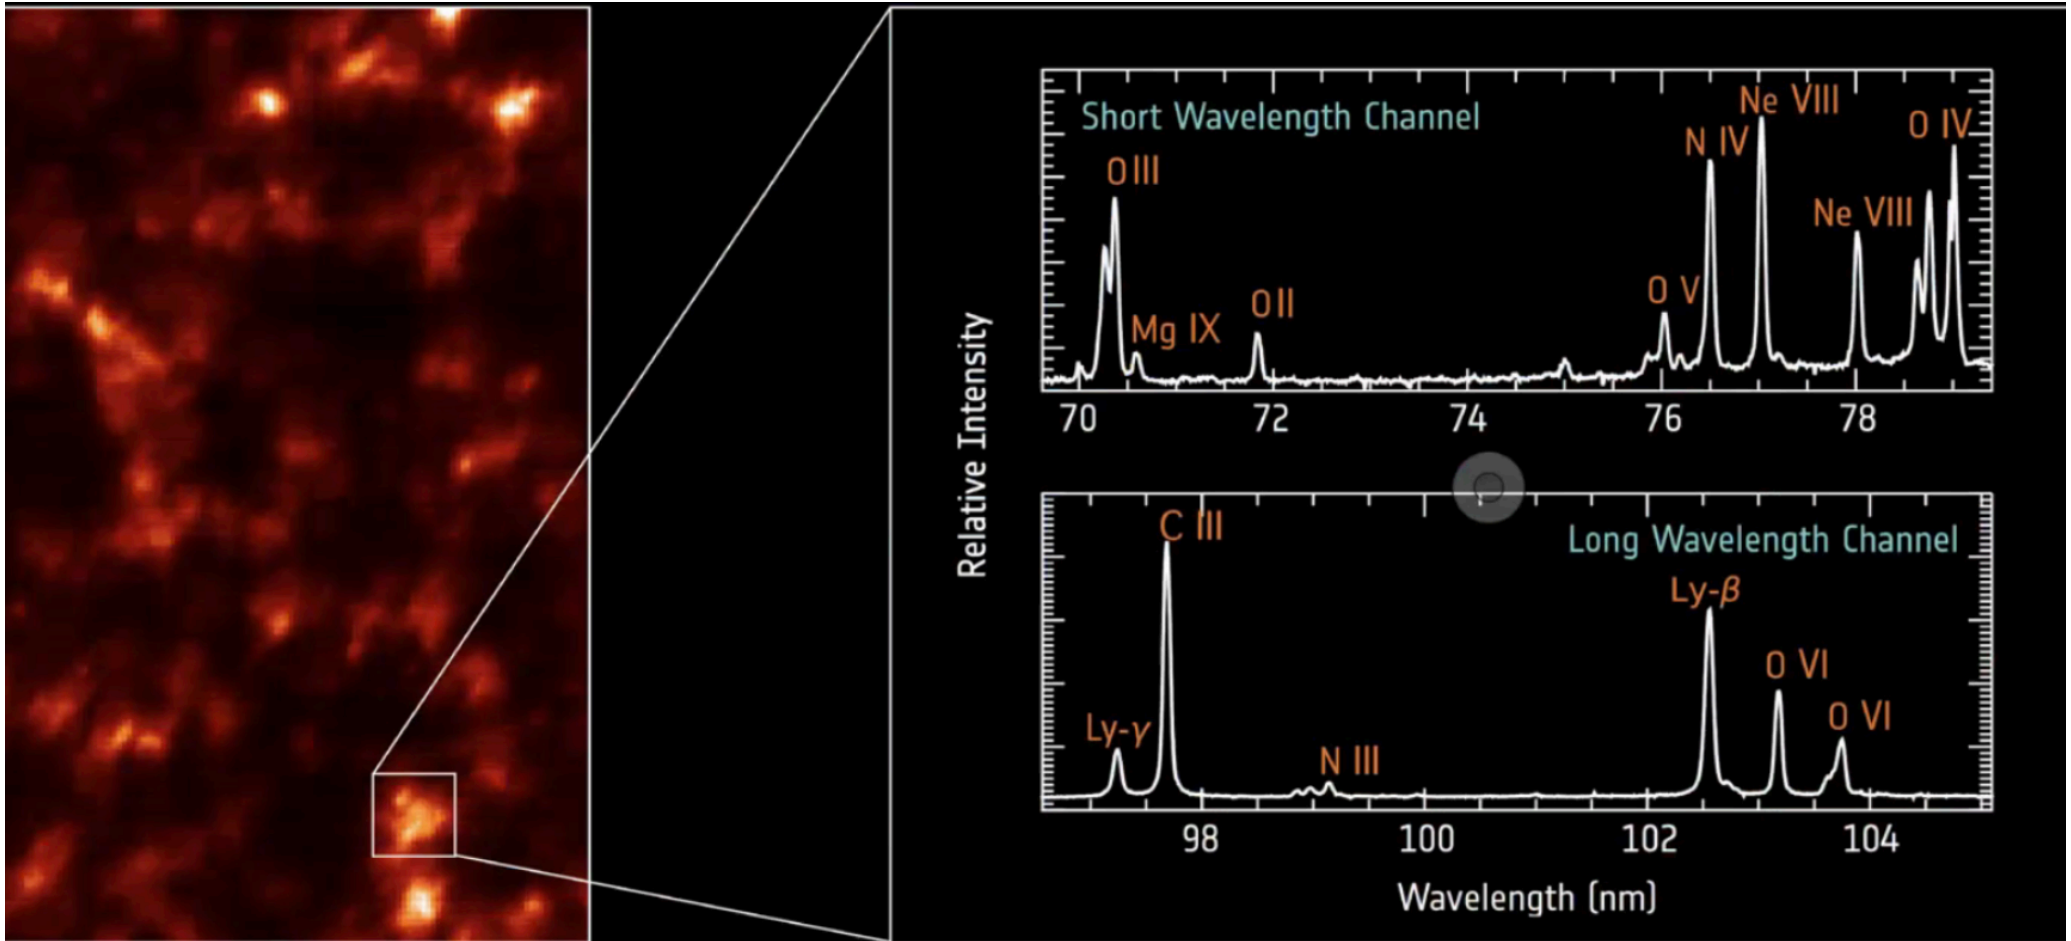 Short Wavelength Channel
O III
Mg IX
O II
O V
N IV
Ne VIII
Ne VIII
O IV
70 72 74 76 78
Relative Intensity
Long Wavelength Channel
Ly-γ
C III
N III
Ly-β
O VI
O VI
98 100 102 104
Wavelength (nm)